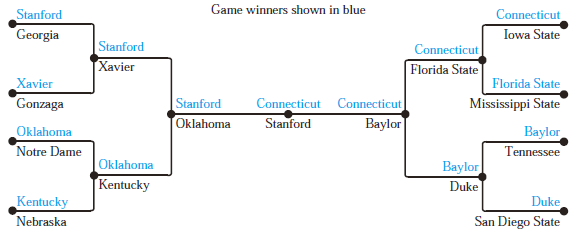 Game winners shown in blue
Stanford
Georgia
Stanford
Xavier
Xavier
Gonzaga
Stanford
Oklahoma
Oklahoma
Notre Dame
Oklahoma
Kentucky
Kentucky
Nebraska
Connecticut
Stanford
Connecticut
Baylor
Connecticut
Iowa State
Connecticut
Florida State
Florida State
Mississippi State
Baylor
Tennessee
Baylor
Duke
Duke
San Diego State